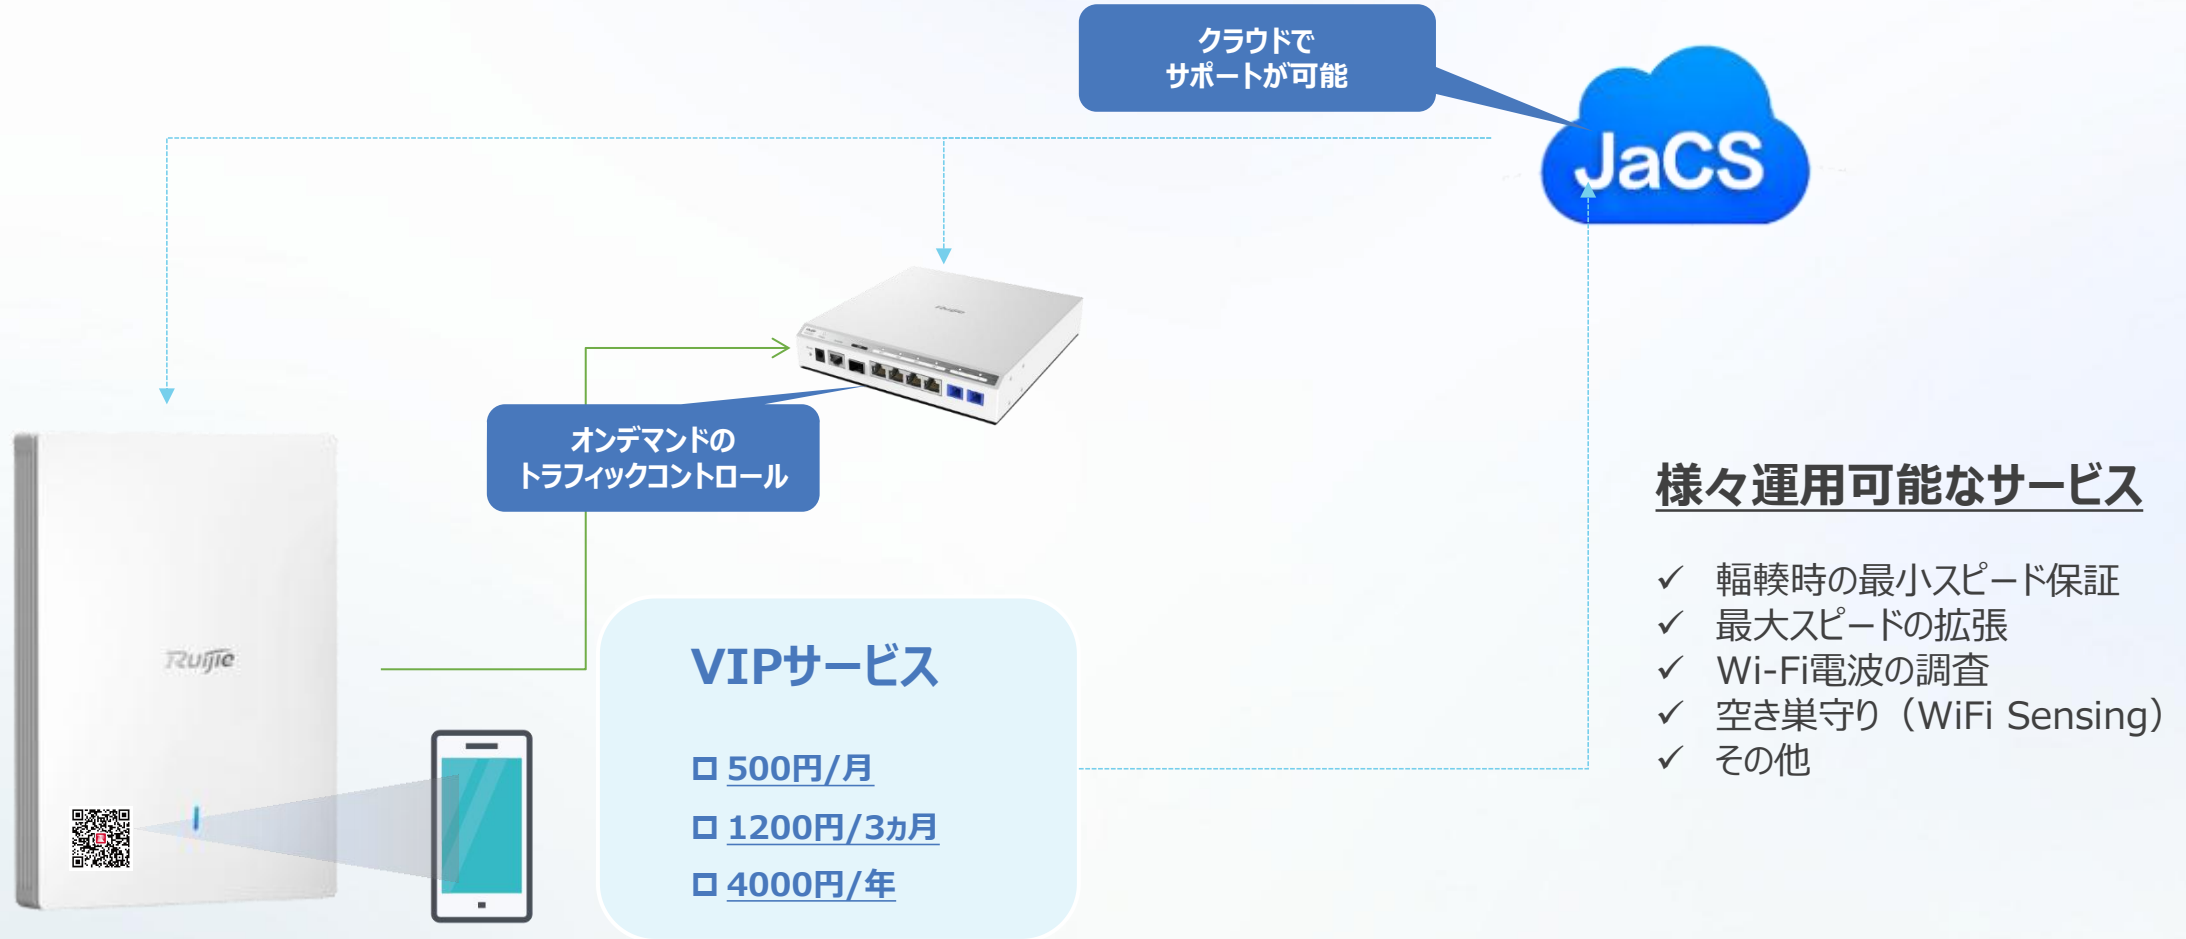 クラウドで
サポートが可能
JaCS
Ruijie
オンデマンドの
トラフィックコントロール
Ruijie
VIPサービス
500円/月
1200円/3ヵ月
4000円/年
様々運用可能なサービス
✓ 輻輳時の最小スピード保証
✓ 最大スピードの拡張
✓ Wi-Fi電波の調査
✓ 空き巣守り（WiFi Sensing）
✓ その他